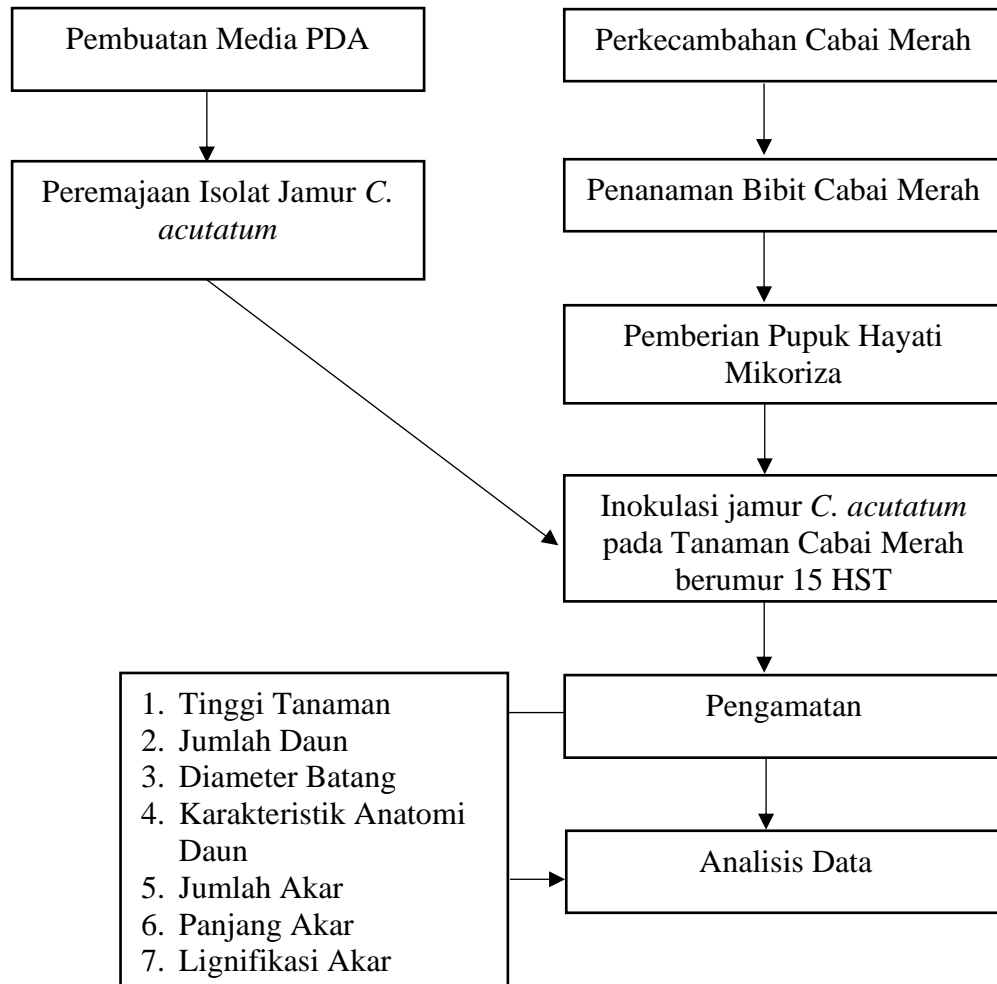 Pembuatan Media PDA
Perkecambahan Cabai Merah
Peremajaan Isolat Jamur C.
acutatum
Penanaman Bibit Cabai Merah
Pemberian Pupuk Hayati
Mikoriza
Inokulasi jamur C. acutatum
pada Tanaman Cabai Merah
berumur 15 HST
Pengamatan
1. Tinggi Tanaman
2. Jumlah Daun
3. Diameter Batang
4. Karakteristik Anatomi
Daun
5. Jumlah Akar
6. Panjang Akar
7. Lignifikasi Akar
Analisis Data